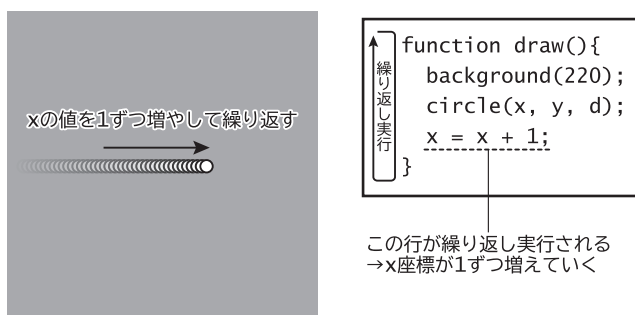 xの値を1ずつ増やして繰り返す
繰り返し実行
function draw(){
  background(220);
  circle(x, y, d);
  x = x + 1;
}
この行が繰り返し実行される
→x座標が1ずつ増えていく